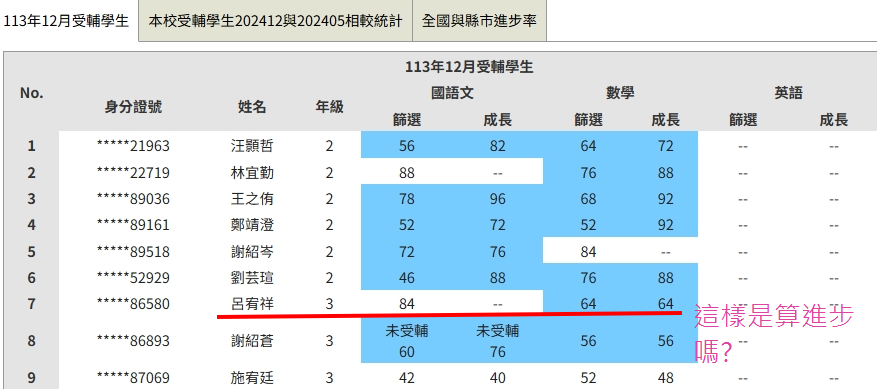 113年12月受輔學生 本校受輔學生202412與202405相較統計 全國與縣市進步率
113年12月受輔學生
No. 身分證號 姓名 年級 國語文 數學 英語
篩選 成長 篩選 成長 篩選 成長
1 *****21963 汪顥哲 2 56 82 64 72 -- --
2 *****22719 林宜勤 2 88 -- 76 88 -- --
3 *****89036 王之侑 2 78 96 68 92 -- --
4 *****89161 鄭靖澄 2 52 72 52 92 -- --
5 *****89518 謝紹岑 2 72 76 84 -- -- --
6 *****52929 劉芸瑄 2 46 88 76 88 -- --
7 *****86580 呂宥祥 3 84 -- 64 64 -- --
這樣是算進步
嗎?
8 *****86893 謝紹蒼 3 未受輔 未受輔 56 56 -- --
60 76
9 *****87069 施宥廷 3 42 40 52 48 -- --